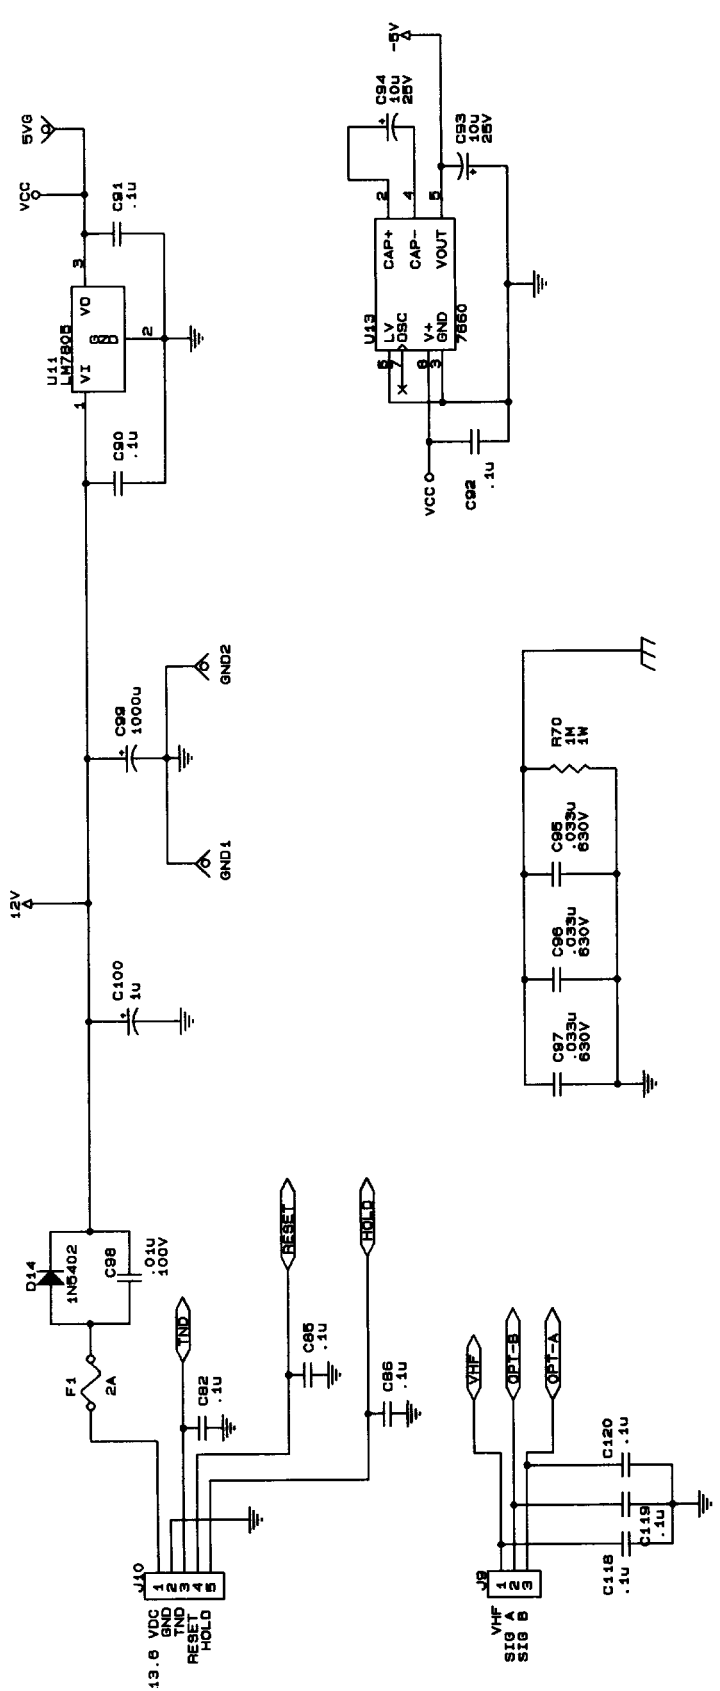 5VG
VCC
C91
.1U
3
VO
U11
LM7805
GND
2
VI
1
C90
.1U
C99
1000U
GND2
GND1
12V
C100
1U
D14
1N5402
C98
.01U
100V
F1
2A
TND
C82
.1U
RESET
C85
.1U
HOLD
C86
.1U
J10
1
2
3
4
5
13.6 VDC
GND
TND
RESET
HOLD
-5V
C94
10U
25V
C93
10U
25V
2
4
5
CAP+
CAP-
VOUT
U13
LV
OSC
V+
GND
7660
6
7
8
3
VCC
C92
.1U
R70
1M
1W
C95
.033U
630V
C96
.033U
630V
C97
.033U
630V
VHF
OPT-B
OPT-A
C120
.1U
C119
.1U
C118
.1U
J9
1
2
3
VHF
SIG A
SIG B